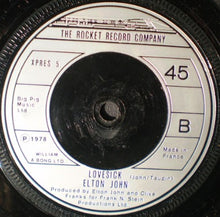 THE ROCKET RECORD COMPANY
XPRES 5
45
Big Pig
Music Ltd
Made in
France
B
P 1978
WILLIAM
A BONG LTD
LOVESICK (John/Taupin)
ELTON JOHN
Produced by Elton John and Clive
Franks for Frank N. Stein
Productions Ltd